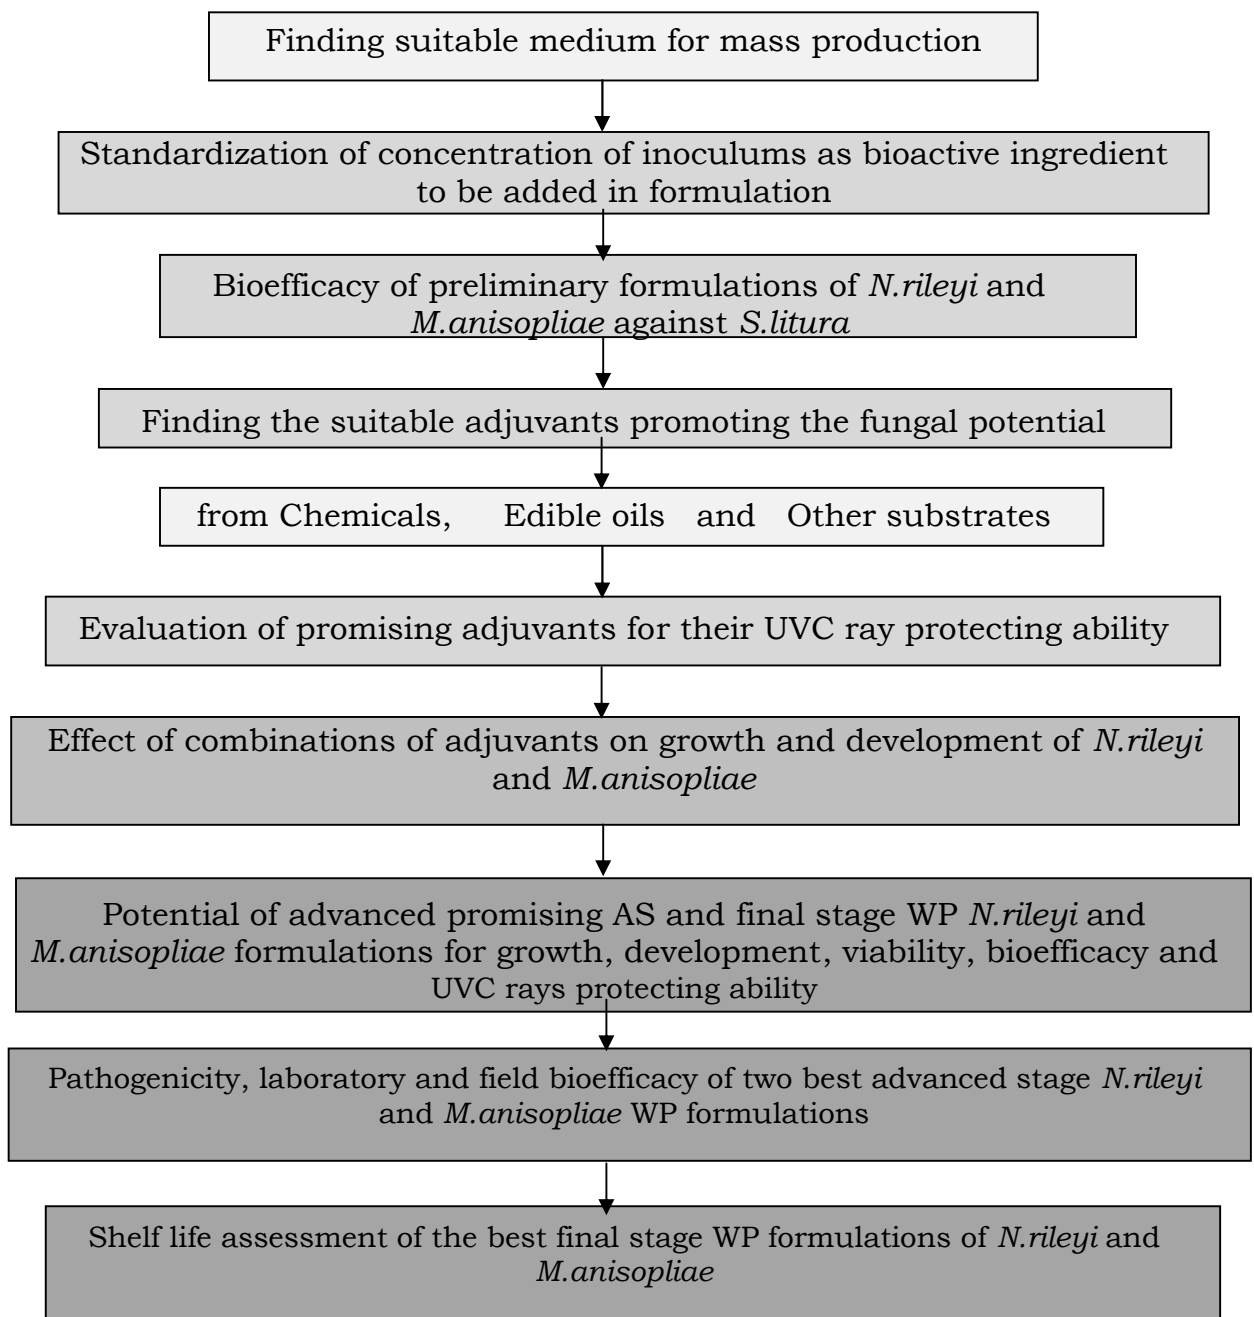 Finding suitable medium for mass production
Standardization of concentration of inoculums as bioactive ingredient
to be added in formulation
Bioefficacy of preliminary formulations of N.rileyi and
M.anisopliae against S.litura
Finding the suitable adjuvants promoting the fungal potential
from Chemicals, Edible oils and Other substrates
Evaluation of promising adjuvants for their UVC ray protecting ability
Effect of combinations of adjuvants on growth and development of N.rileyi
and M.anisopliae
Potential of advanced promising AS and final stage WP N.rileyi and
M.anisopliae formulations for growth, development, viability, bioefficacy and
UVC rays protecting ability
Pathogenicity, laboratory and field bioefficacy of two best advanced stage N.rileyi
and M.anisopliae WP formulations
Shelf life assessment of the best final stage WP formulations of N.rileyi and
M.anisopliae